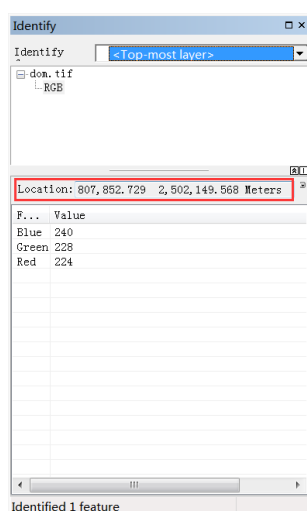 Identify
Identify
<Top-most layer>
dom.tif
RGB
Location: 807,852.729 2,502,149.568 Meters
F... Value
Blue 240
Green 228
Red 224
Identified 1 feature